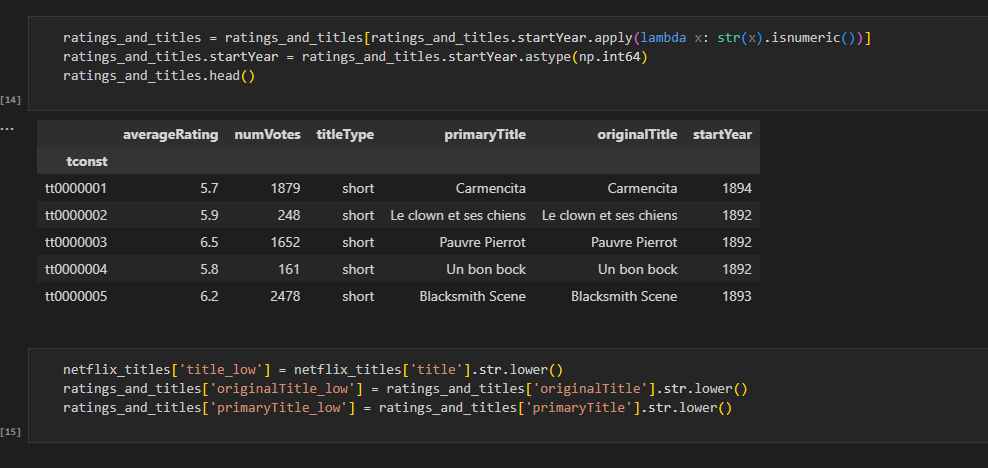 ratings_and_titles = ratings_and_titles[ratings_and_titles.startYear.apply(lambda x: str(x).isnumeric())]
ratings_and_titles.startYear = ratings_and_titles.startYear.astype(np.int64)
ratings_and_titles.head()
[14]
...
averageRating numVotes titleType primaryTitle originalTitle startYear
tconst
tt0000001 5.7 1879 short Carmencita Carmencita 1894
tt0000002 5.9 248 short Le clown et ses chiens Le clown et ses chiens 1892
tt0000003 6.5 1652 short Pauvre Pierrot Pauvre Pierrot 1892
tt0000004 5.8 161 short Un bon bock Un bon bock 1892
tt0000005 6.2 2478 short Blacksmith Scene Blacksmith Scene 1893
netflix_titles['title_low'] = netflix_titles['title'].str.lower()
ratings_and_titles['originalTitle_low'] = ratings_and_titles['originalTitle'].str.lower()
ratings_and_titles['primaryTitle_low'] = ratings_and_titles['primaryTitle'].str.lower()
[15]